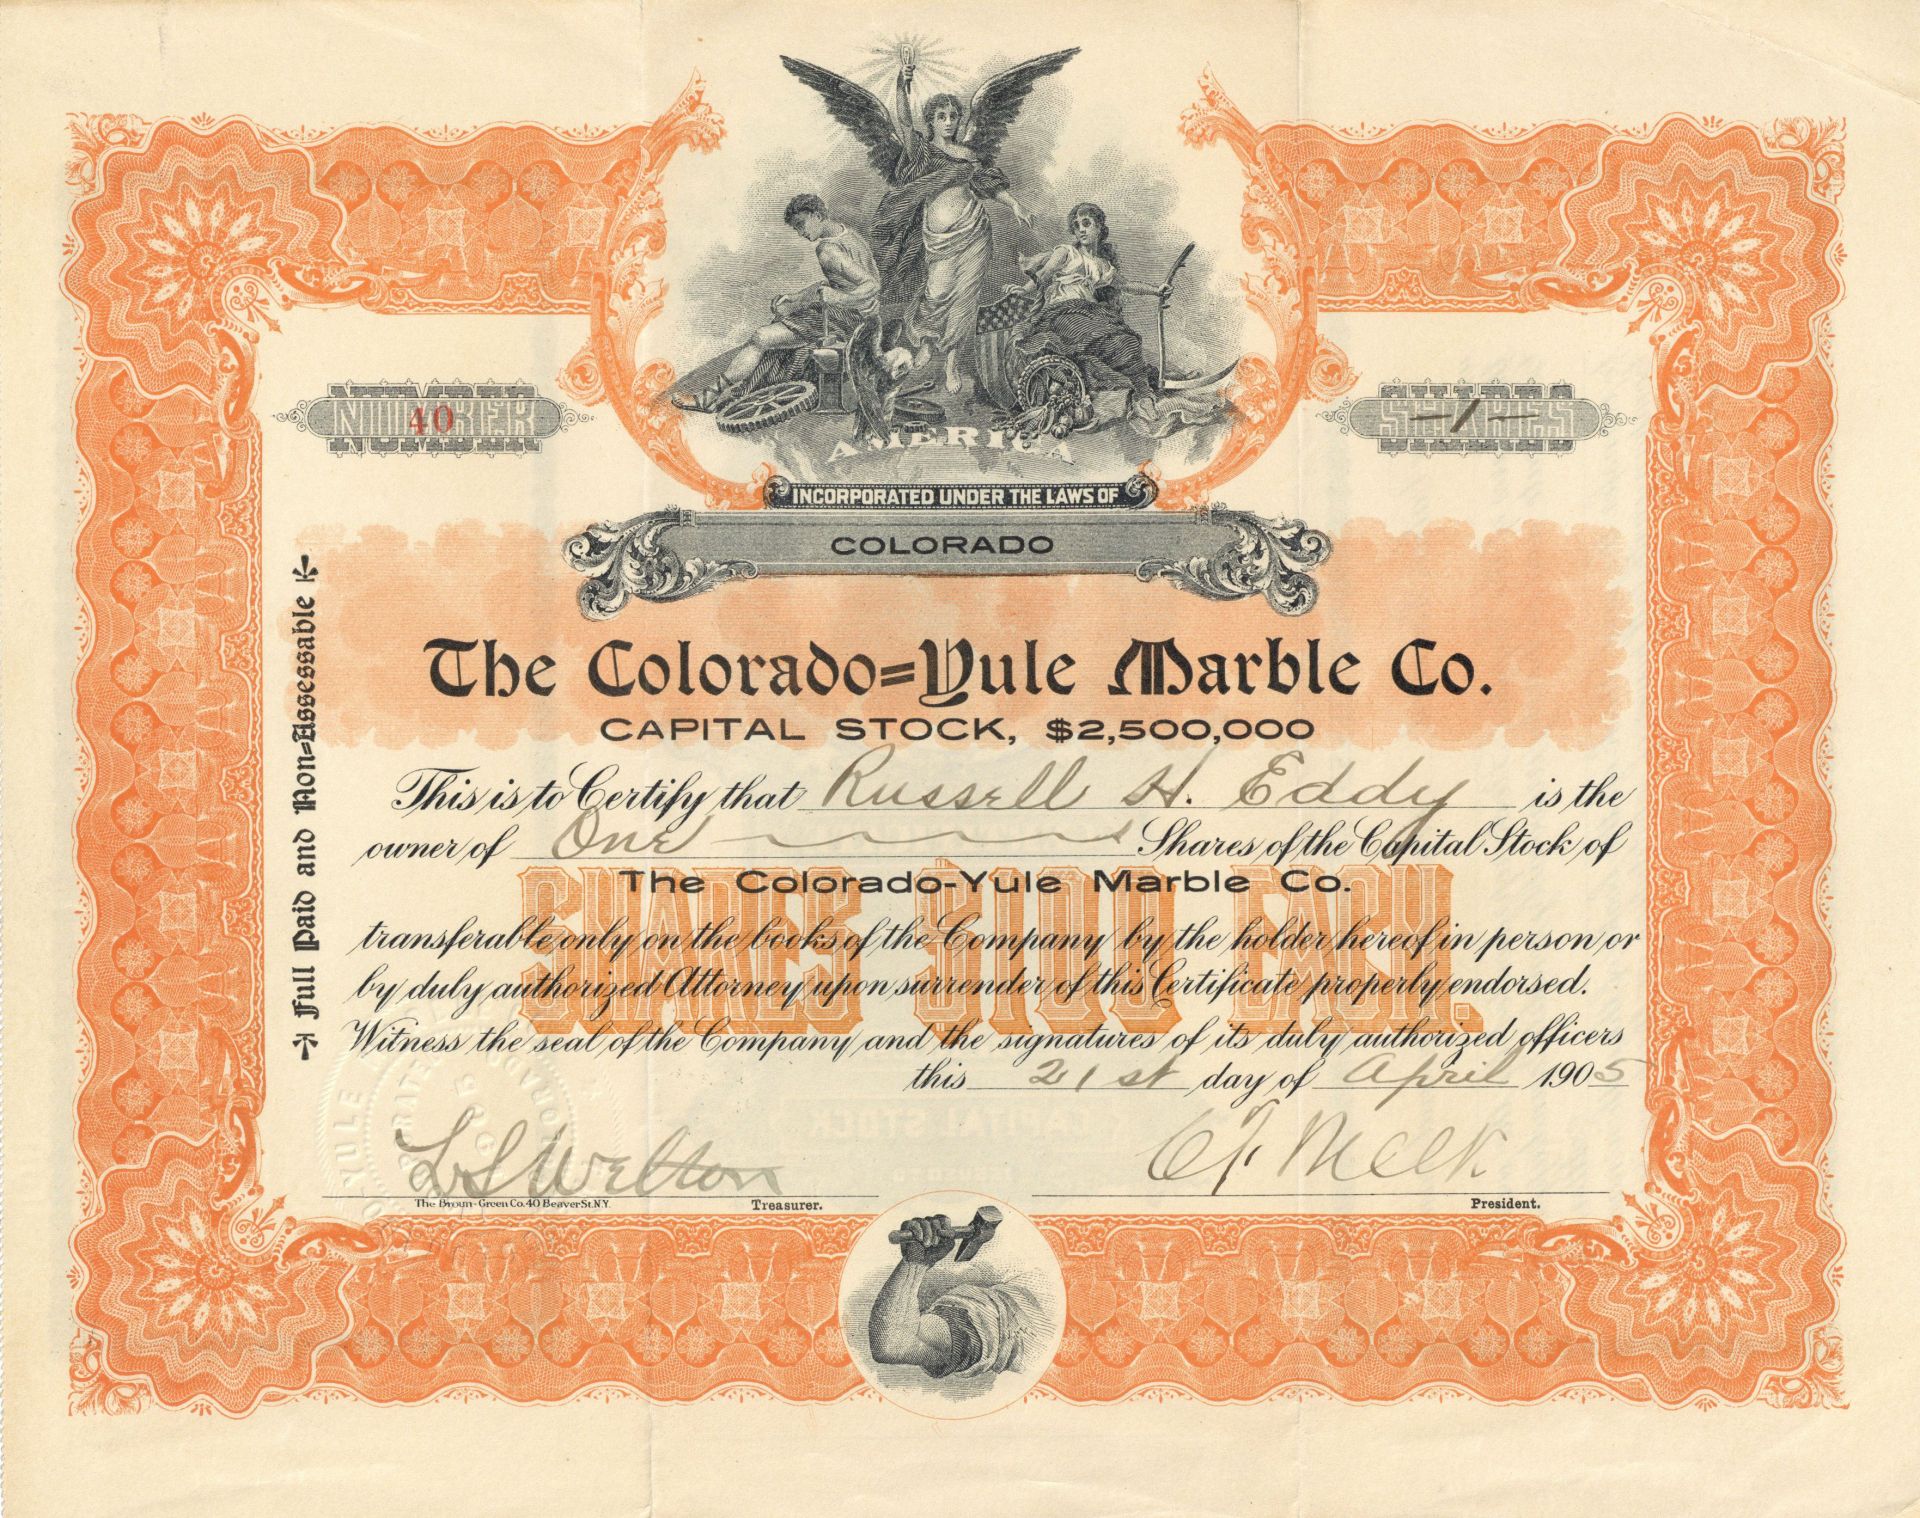 AMERICA
NUMBER
40
SHARES
-1-
INCORPORATED UNDER THE LAWS OF
COLORADO
Full Paid and Non=Assessable
The Colorado=Yule Marble Co.
CAPITAL STOCK, $2,500,000
This is to Certify that Russell H. Eddy is the
owner of One Shares of the Capital Stock of
The Colorado-Yule Marble Co.
SHARES $100 EACH.
transferable only on the books of the Company by the holder hereof in person or
by duly authorized Attorney upon surrender of this Certificate properly endorsed.
Witness the seal of the Company and the signatures of its duly authorized officers
this 21st day of April 1905
L S Welton
C F Meek
The Broun-Green Co. 40 Beaver St. N.Y.
Treasurer.
President.